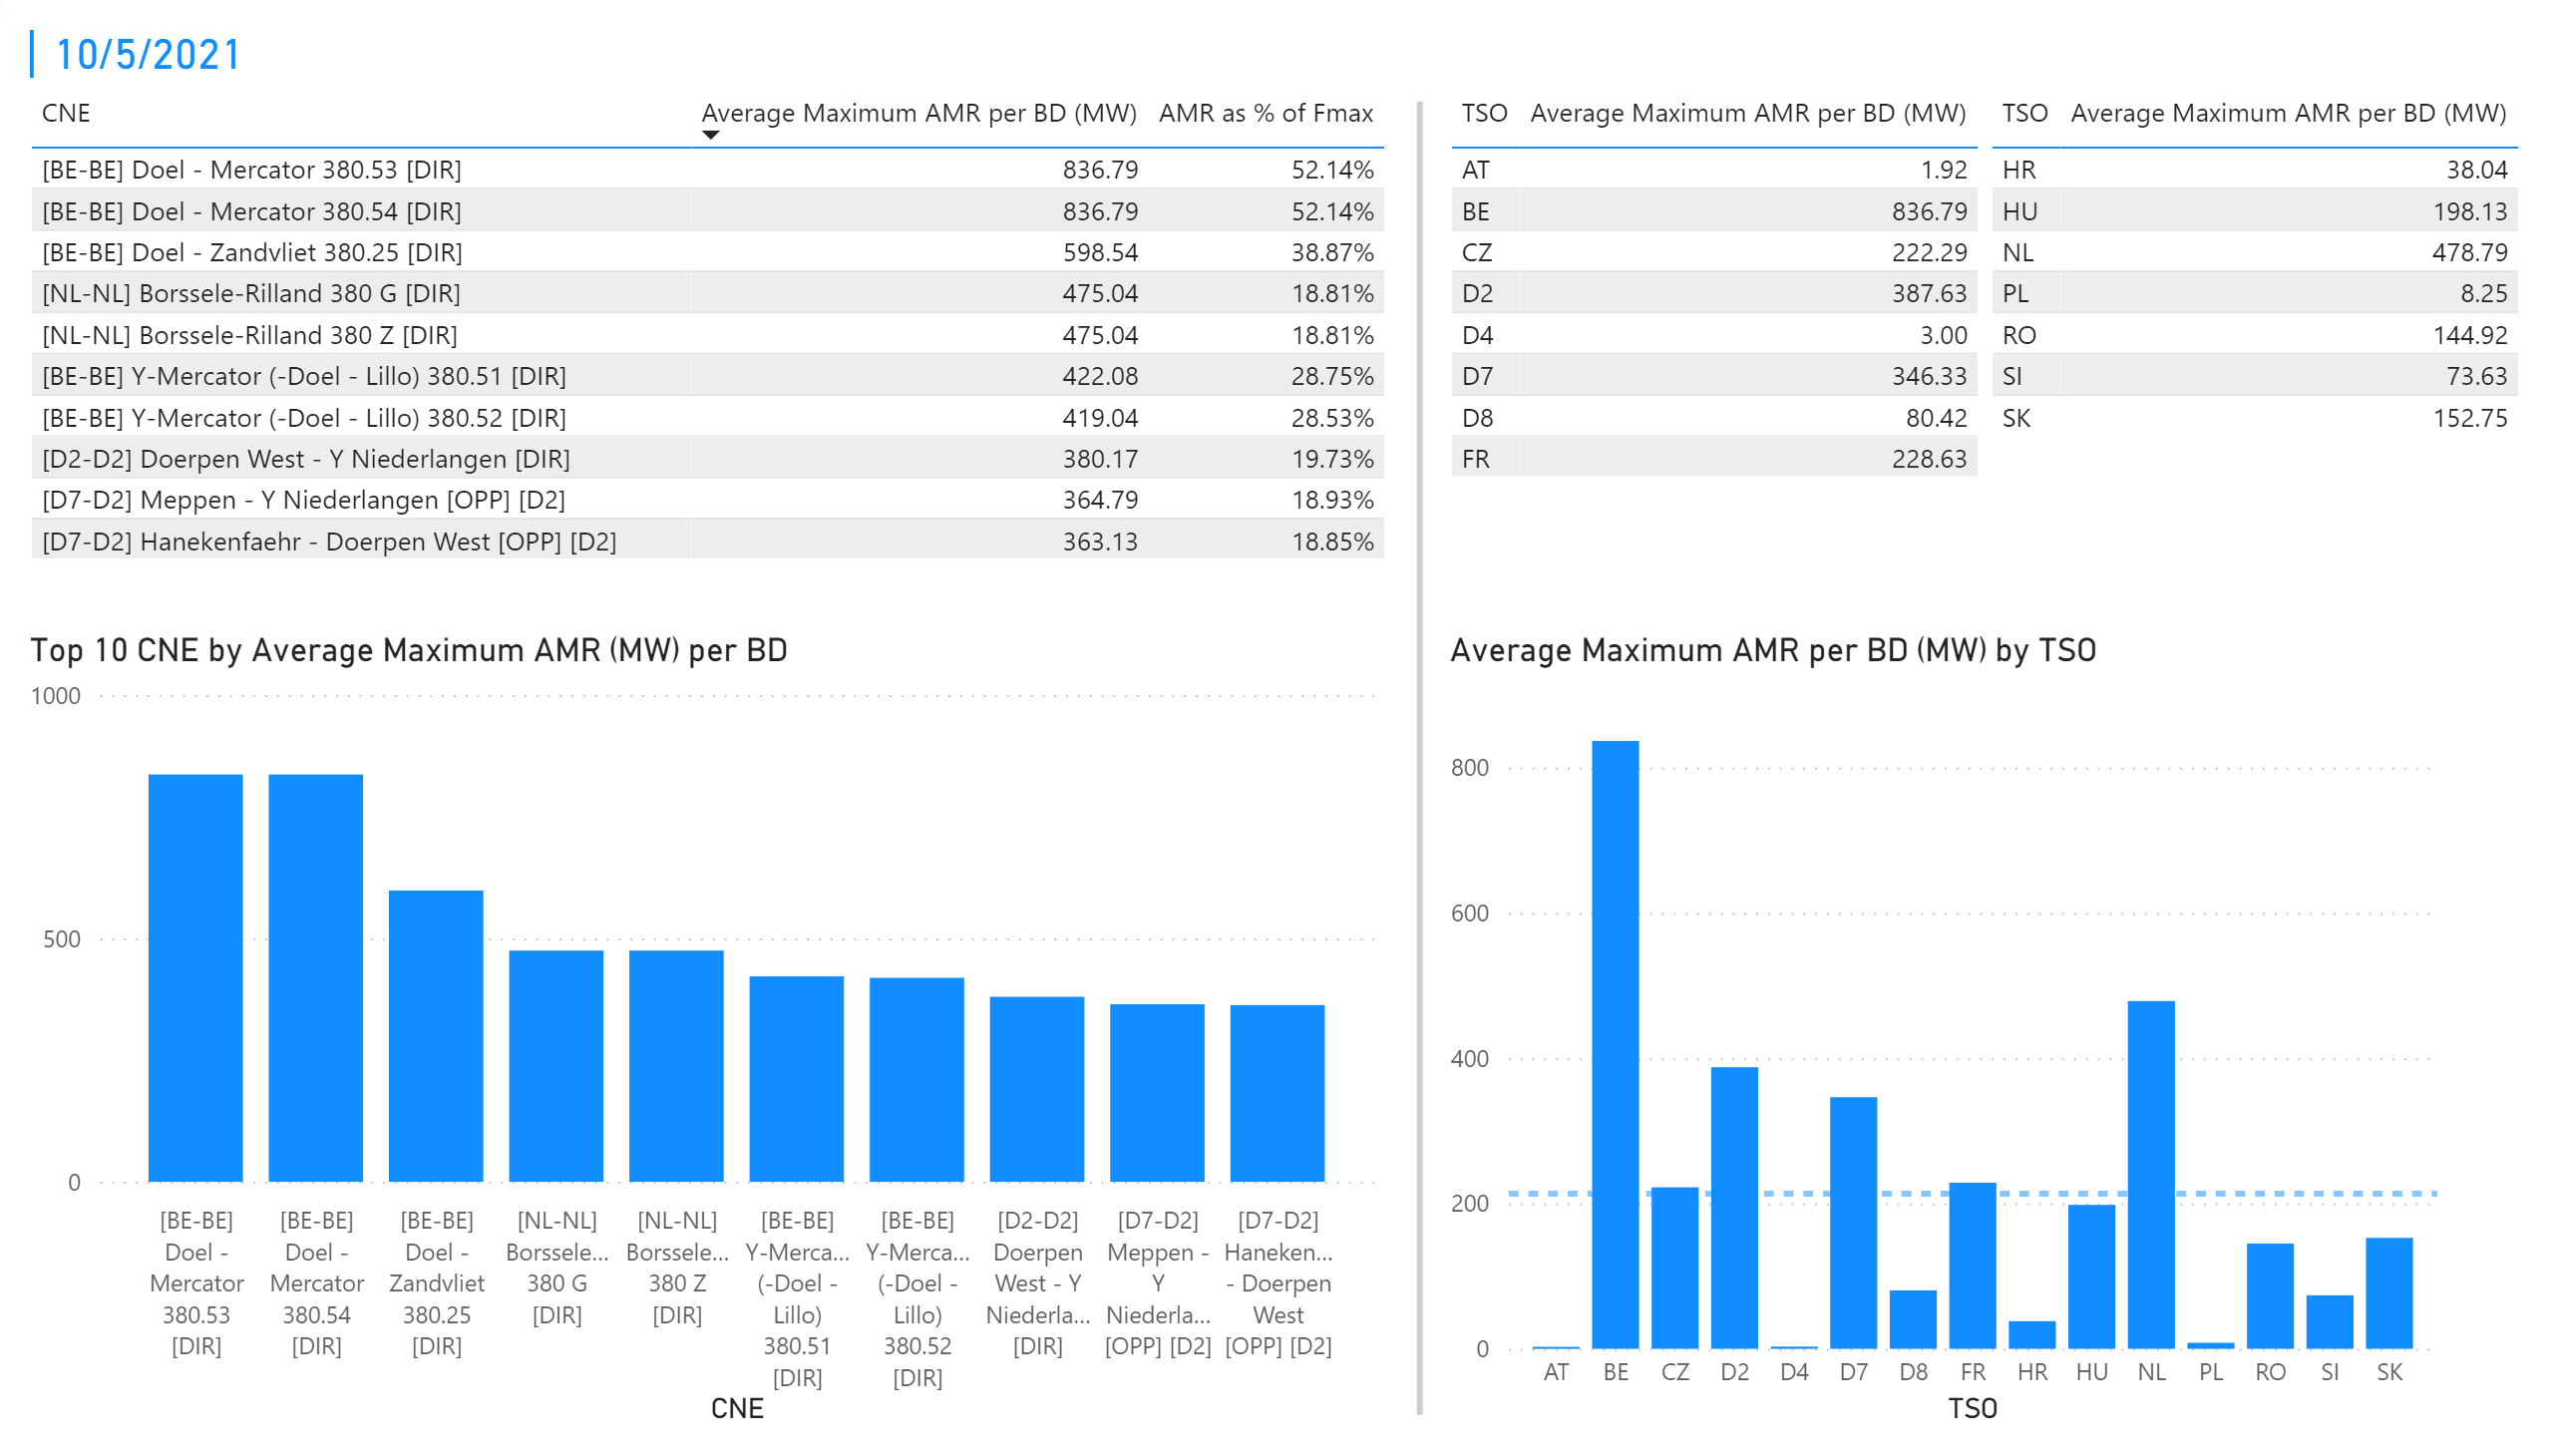 10/5/2021
CNE Average Maximum AMR per BD (MW) AMR as % of Fmax
[BE-BE] Doel - Mercator 380.53 [DIR] 836.79 52.14%
[BE-BE] Doel - Mercator 380.54 [DIR] 836.79 52.14%
[BE-BE] Doel - Zandvliet 380.25 [DIR] 598.54 38.87%
[NL-NL] Borssele-Rilland 380 G [DIR] 475.04 18.81%
[NL-NL] Borssele-Rilland 380 Z [DIR] 475.04 18.81%
[BE-BE] Y-Mercator (-Doel - Lillo) 380.51 [DIR] 422.08 28.75%
[BE-BE] Y-Mercator (-Doel - Lillo) 380.52 [DIR] 419.04 28.53%
[D2-D2] Doerpen West - Y Niederlangen [DIR] 380.17 19.73%
[D7-D2] Meppen - Y Niederlangen [OPP] [D2] 364.79 18.93%
[D7-D2] Hanekenfaehr - Doerpen West [OPP] [D2] 363.13 18.85%
TSO Average Maximum AMR per BD (MW)
AT 1.92
BE 836.79
CZ 222.29
D2 387.63
D4 3.00
D7 346.33
D8 80.42
FR 228.63
TSO Average Maximum AMR per BD (MW)
HR 38.04
HU 198.13
NL 478.79
PL 8.25
RO 144.92
SI 73.63
SK 152.75
Top 10 CNE by Average Maximum AMR (MW) per BD
1000
500
0
[BE-BE]
Doel -
Mercator
380.53
[DIR]
[BE-BE]
Doel -
Mercator
380.54
[DIR]
[BE-BE]
Doel -
Zandvliet
380.25
[DIR]
[NL-NL]
Borssele...
380 G
[DIR]
[NL-NL]
Borssele...
380 Z
[DIR]
[BE-BE]
Y-Merca...
(-Doel -
Lillo)
380.51
[DIR]
[BE-BE]
Y-Merca...
(-Doel -
Lillo)
380.52
[DIR]
[D2-D2]
Doerpen
West - Y
Niederla...
[DIR]
[D7-D2]
Meppen -
Y
Niederla...
[OPP] [D2]
[D7-D2]
Haneken...
- Doerpen
West
[OPP] [D2]
CNE
Average Maximum AMR per BD (MW) by TSO
800
600
400
200
0
AT BE CZ D2 D4 D7 D8 FR HR HU NL PL RO SI SK
TSO